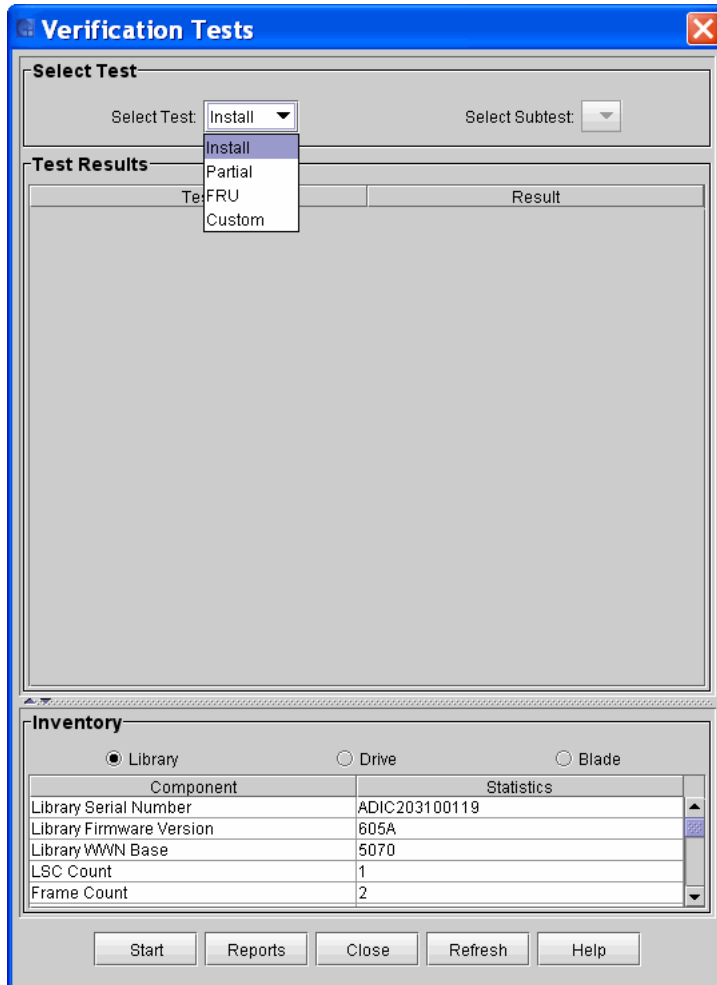 Verification Tests
Select Test
Select Test: Install
Select Subtest:
Install
Partial
FRU
Custom
Test Results
Te
Result
Inventory
Library
Drive
Blade
Component
Statistics
Library Serial Number
ADIC203100119
Library Firmware Version
605A
Library WWN Base
5070
LSC Count
1
Frame Count
2
Start
Reports
Close
Refresh
Help